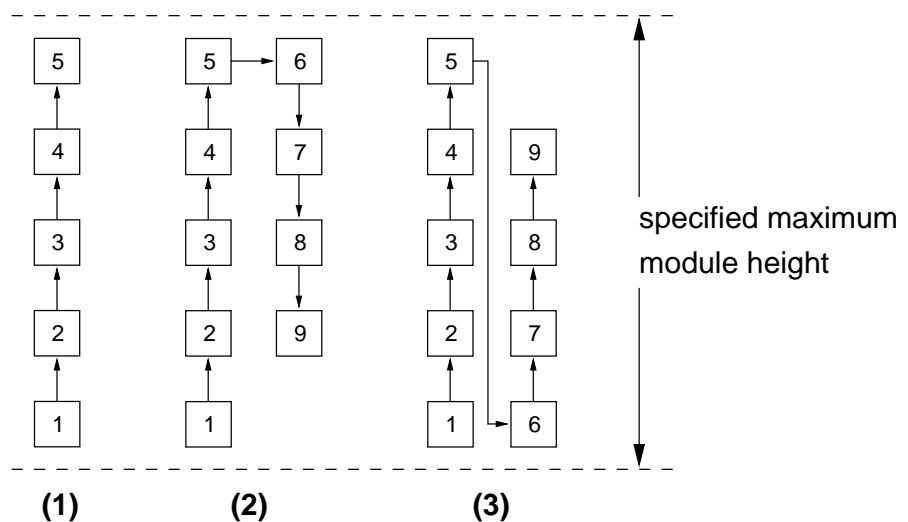 5 5 6 5
4 4 7 4 9
3 3 8 3 8
specified maximum
module height
2 2 9 2 7
1 1 1 6
(1) (2) (3)